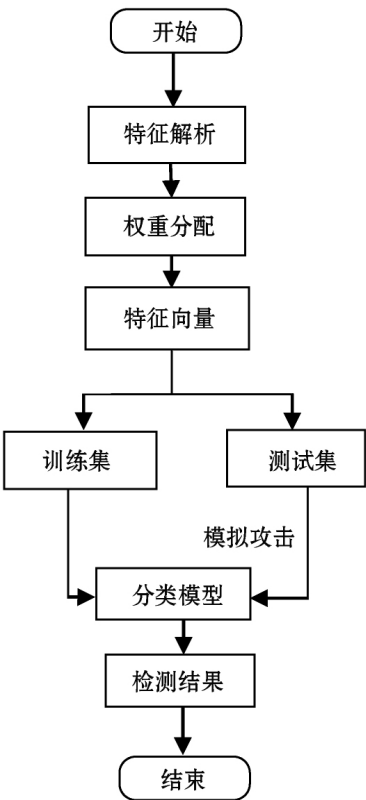 开始
特征解析
权重分配
特征向量
训练集
测试集
模拟攻击
分类模型
检测结果
结束